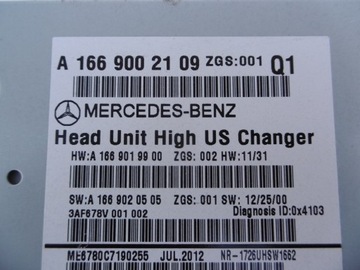 A 166 900 21 09 ZGS:001 Q1
MERCEDES-BENZ
Head Unit High US Changer
HW:A 166 901 99 00 ZGS: 002 HW:11/31
SW:A 166 902 05 05 ZGS: 001 SW: 12/25/00
3AF678V 001 002 Diagnosis ID:0x4103
ME6780C7190255 JUL.2012 NR-1726UHSW1662